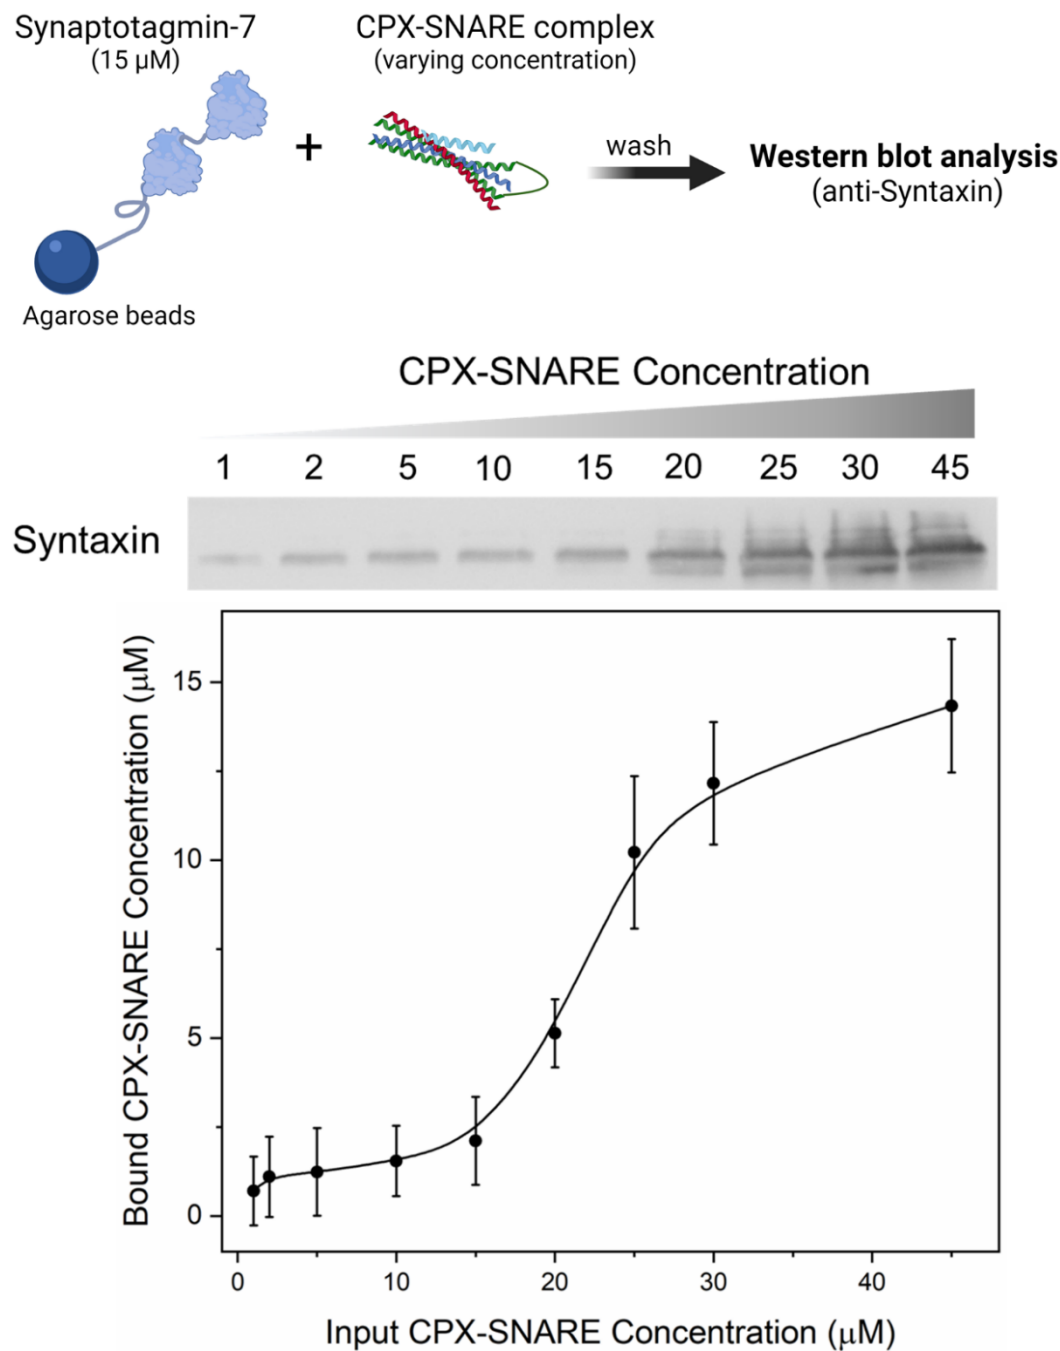 Synaptotagmin-7
(15 µM)
+
CPX-SNARE complex
(varying concentration)
wash
Western blot analysis
(anti-Syntaxin)
Agarose beads
CPX-SNARE Concentration
1 2 5 10 15 20 25 30 45
Syntaxin
Bound CPX-SNARE Concentration (μM)
15
10
5
0
0 10 20 30 40
Input CPX-SNARE Concentration (μM)